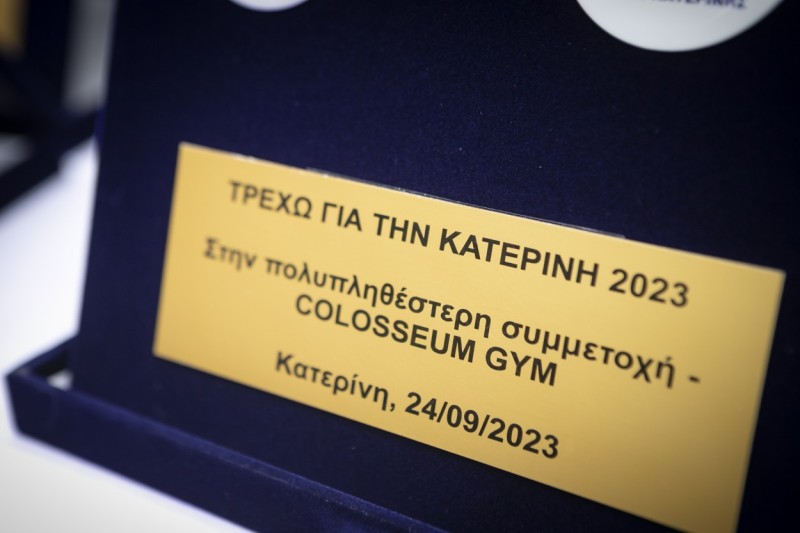 ΤΡΕΧΩ ΓΙΑ ΤΗΝ ΚΑΤΕΡΙΝΗ 2023
Στην πολυπληθέστερη συμμετοχή -
COLOSSEUM GYM
Κατερίνη, 24/09/2023